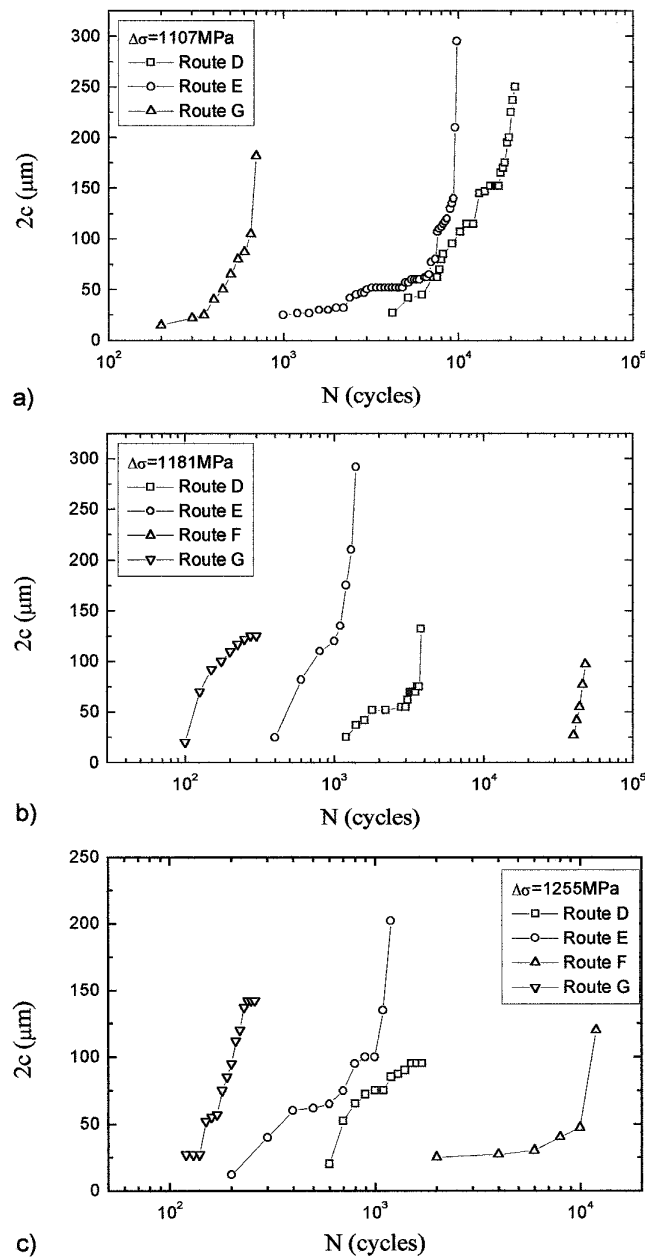 Δσ=1107MPa
Route D
Route E
Route G
300
250
200
150
100
50
0
2c (μm)
10² 10³ 10⁴ 10⁵
N (cycles)
a)
Δσ=1181MPa
Route D
Route E
Route F
Route G
300
250
200
150
100
50
0
2c (μm)
10² 10³ 10⁴ 10⁵
N (cycles)
b)
Δσ=1255MPa
Route D
Route E
Route F
Route G
250
200
150
100
50
0
2c (μm)
10² 10³ 10⁴
N (cycles)
c)